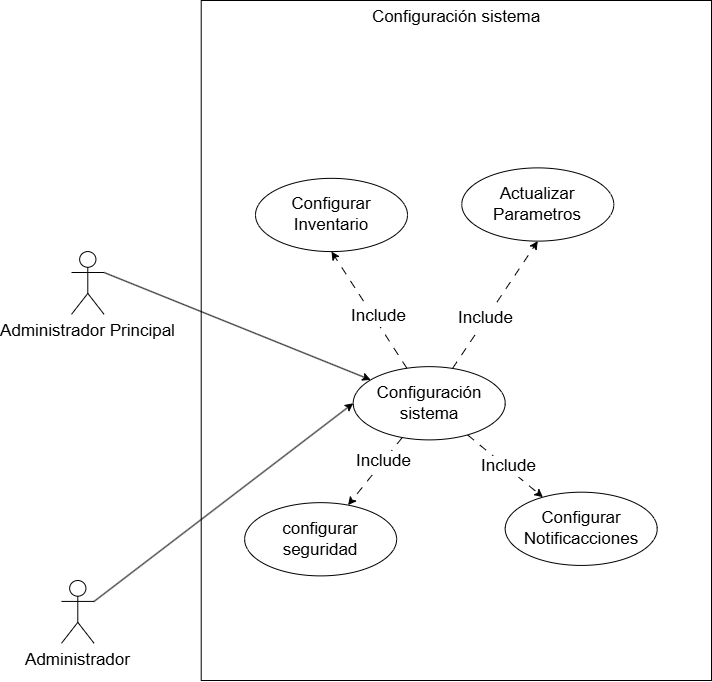 Configuración sistema
Configurar
Inventario
Actualizar
Parametros
Include
Include
Administrador Principal
Configuración
sistema
Include
Include
configurar
seguridad
Configurar
Notificacciones
Administrador